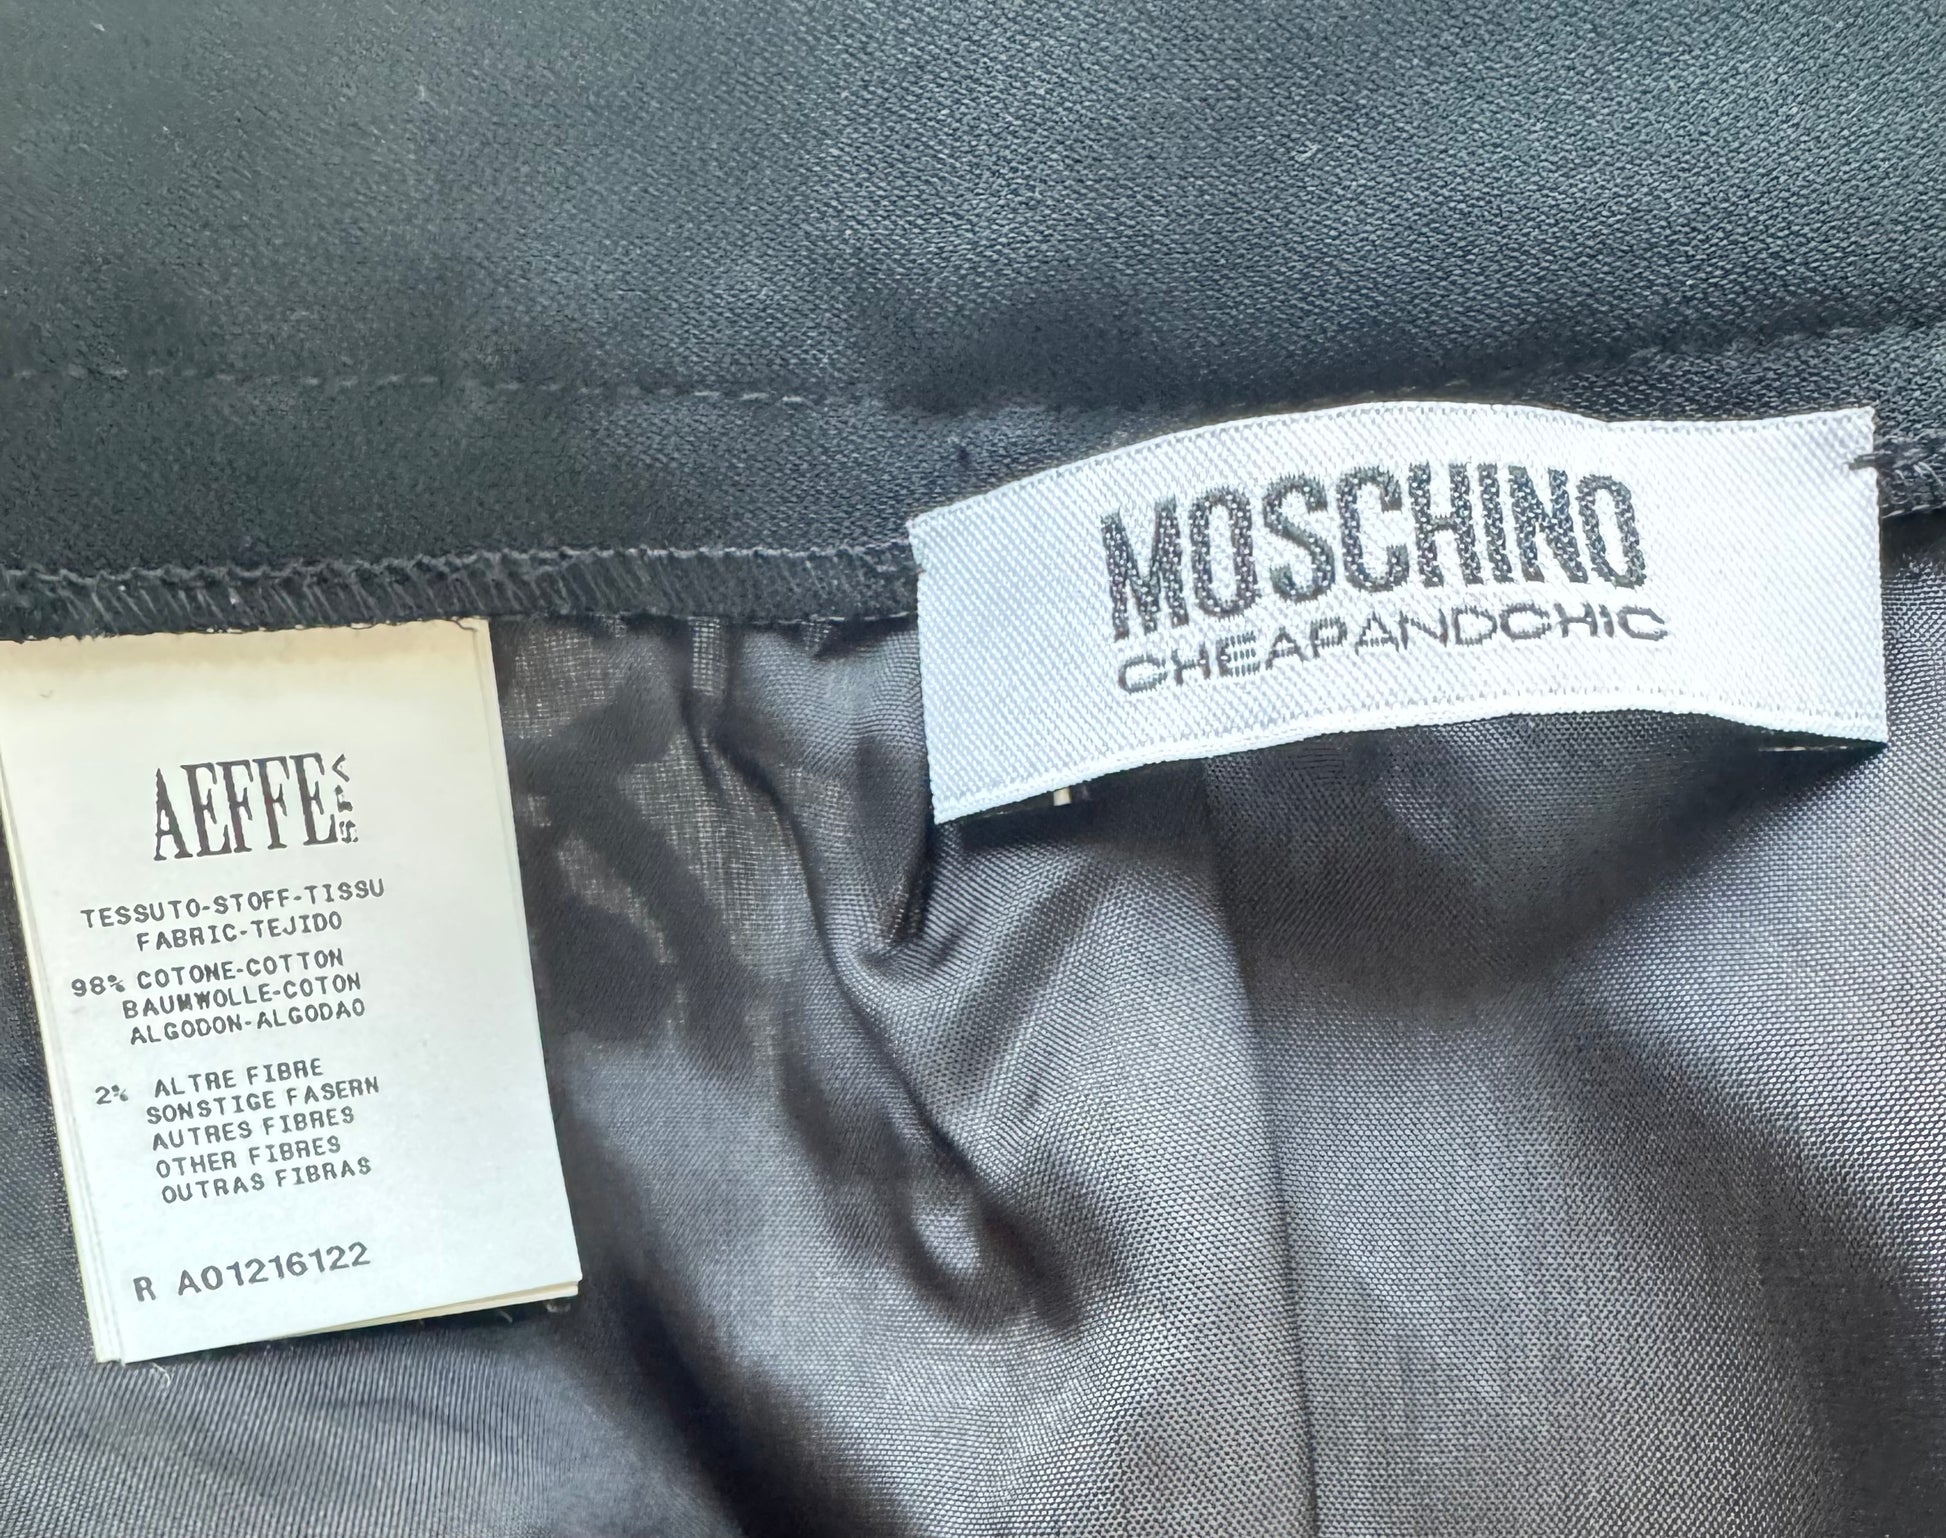 MOSCHINO
CHEAPANDCHIC
AEFFE SPA
TESSUTO-STOFF-TISSU
FABRIC-TEJIDO
98% COTONE-COTTON
BAUMWOLLE-COTON
ALGODON-ALGODAO
2% ALTRE FIBRE
SONSTIGE FASERN
AUTRES FIBRES
OTHER FIBRES
OUTRAS FIBRAS
R A01216122